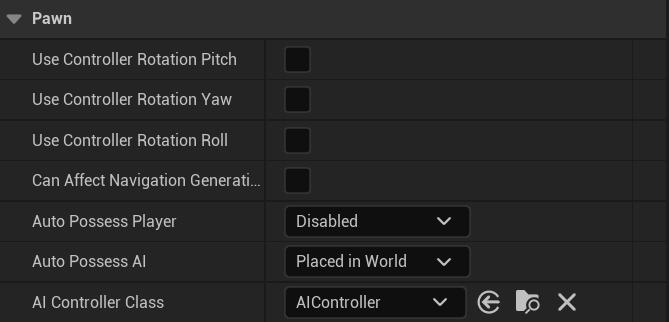 Pawn
Use Controller Rotation Pitch
Use Controller Rotation Yaw
Use Controller Rotation Roll
Can Affect Navigation Generati...
Auto Possess Player Disabled
Auto Possess AI Placed in World
AI Controller Class AIController